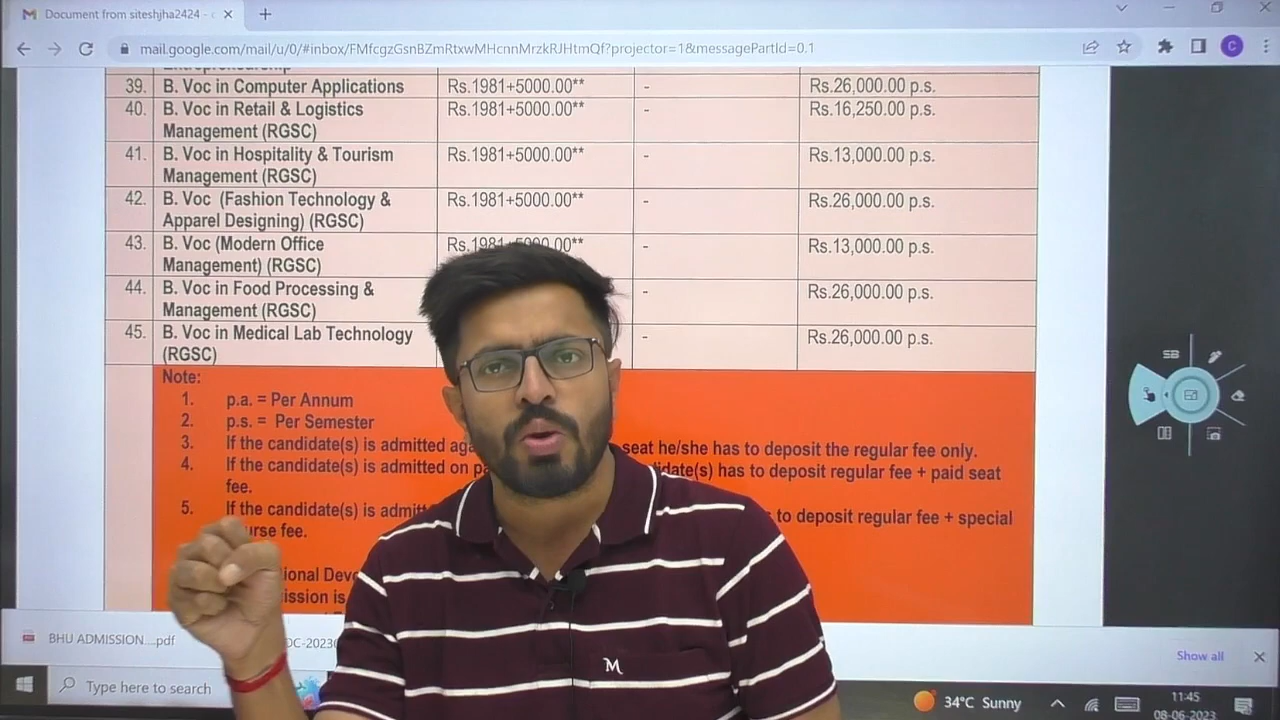 Document from siteshjha2424 -
mail.google.com/mail/u/0/#inbox/FMfcgzGsnBZmRtxwMHcnnMrzkRJHtmQf?projector=1&messagePartId=0.1
C
39. B. Voc in Computer Applications Rs.1981+5000.00** - Rs.26,000.00 p.s.
40. B. Voc in Retail & Logistics Rs.1981+5000.00** - Rs.16,250.00 p.s.
Management (RGSC)
41. B. Voc in Hospitality & Tourism Rs.1981+5000.00** - Rs.13,000.00 p.s.
Management (RGSC)
42. B. Voc (Fashion Technology & Rs.1981+5000.00** - Rs.26,000.00 p.s.
Apparel Designing) (RGSC)
43. B. Voc (Modern Office Rs.1981+5000.00** - Rs.13,000.00 p.s.
Management) (RGSC)
44. B. Voc in Food Processing & - Rs.26,000.00 p.s.
Management (RGSC)
45. B. Voc in Medical Lab Technology - Rs.26,000.00 p.s.
(RGSC)
Note:
1. p.a. = Per Annum
2. p.s. = Per Semester
3. If the candidate(s) is admitted seat he/she has to deposit the regular fee only.
4. If the candidate(s) is admitted on has to deposit regular fee + paid seat
fee.
5. If the candidate(s) is to deposit regular fee + special
fee.
is
SB
BHU ADMISSION....pdf
Show all
Type here to search
34°C Sunny
11:45
08-06-2023
M